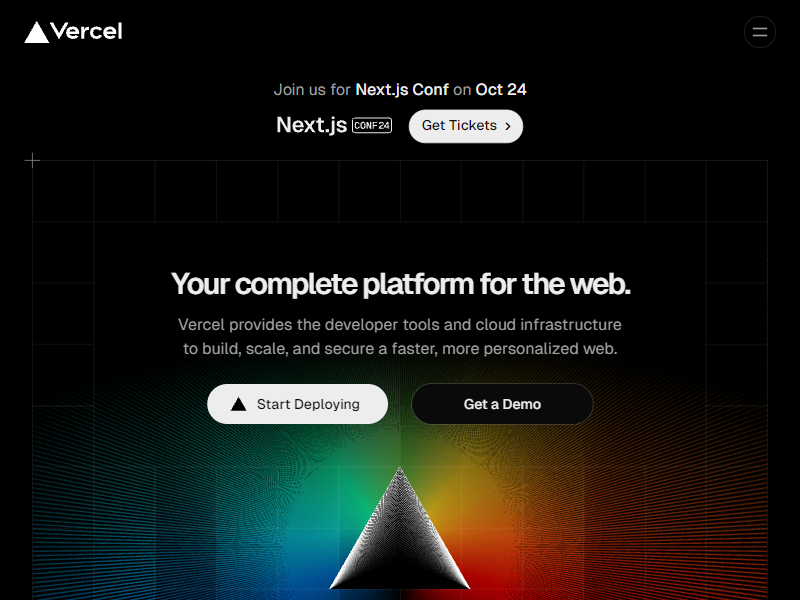 Vercel
Join us for Next.js Conf on Oct 24
Next.js CONF24 Get Tickets ›
Your complete platform for the web.
Vercel provides the developer tools and cloud infrastructure
to build, scale, and secure a faster, more personalized web.
Start Deploying
Get a Demo